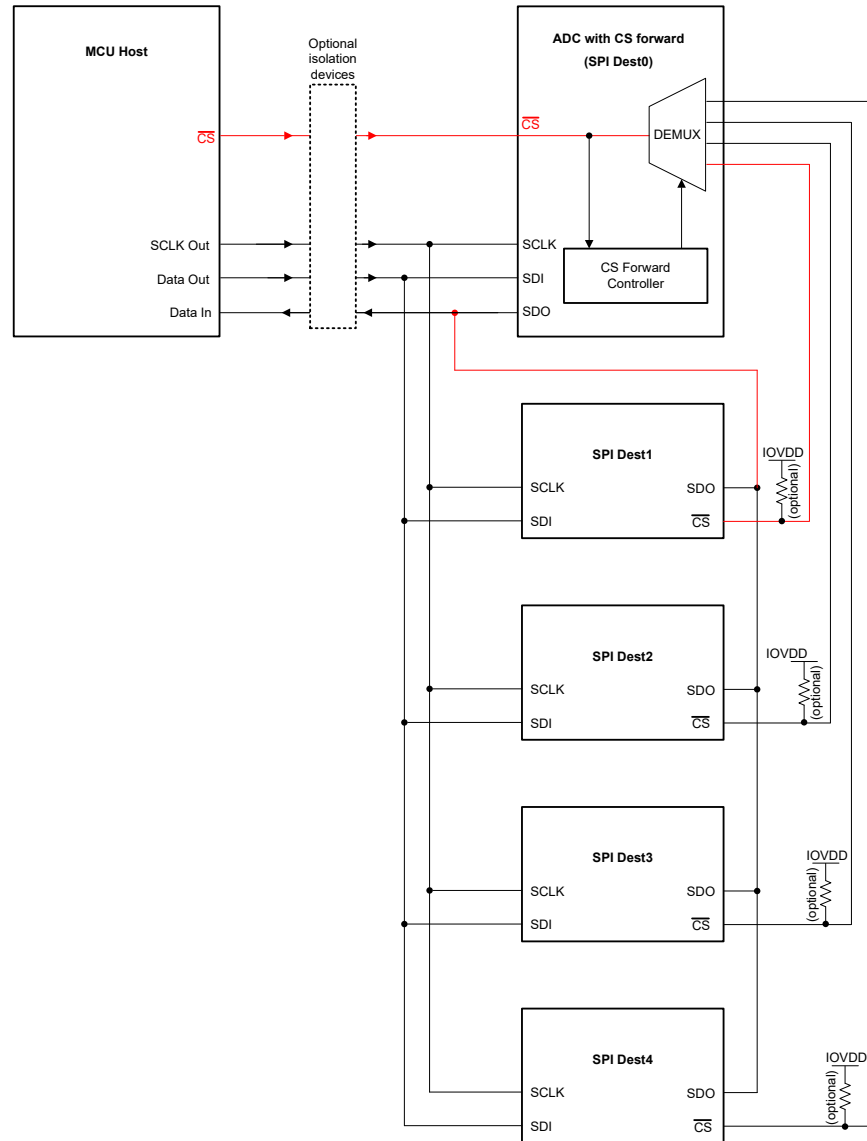 MCU Host
CS
SCLK Out
Data Out
Data In
Optional
isolation
devices
ADC with CS forward
(SPI Dest0)
CS
DEMUX
SCLK
SDI
SDO
CS Forward
Controller
SPI Dest1
SCLK
SDI
SDO
CS
IOVDD
(optional)
SPI Dest2
SCLK
SDI
SDO
CS
IOVDD
(optional)
SPI Dest3
SCLK
SDI
SDO
CS
IOVDD
(optional)
SPI Dest4
SCLK
SDI
SDO
CS
IOVDD
(optional)